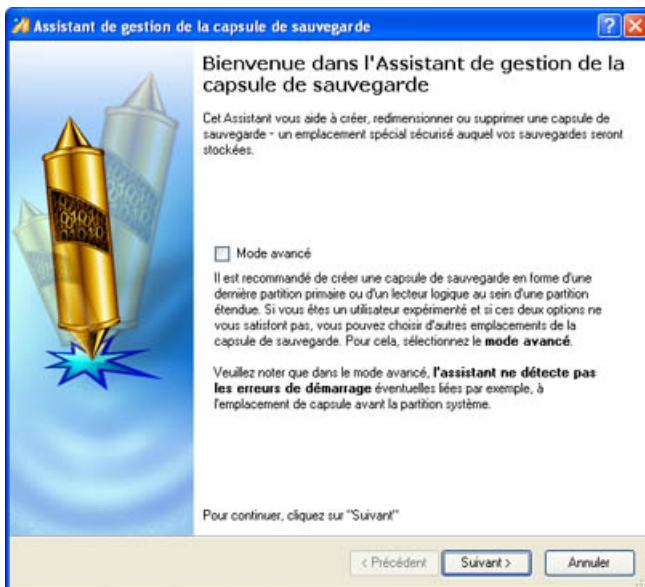 Assistant de gestion de la capsule de sauvegarde
Bienvenue dans l'Assistant de gestion de la
capsule de sauvegarde
Cet Assistant vous aide à créer, redimensionner ou supprimer une capsule de
sauvegarde - un emplacement spécial sécurisé auquel vos sauvegardes seront
stockées.
Mode avancé
Il est recommandé de créer une capsule de sauvegarde en forme d'une
dernière partition primaire ou d'un lecteur logique au sein d'une partition
étendue. Si vous êtes un utilisateur expérimenté et si ces deux options ne
vous satisfont pas, vous pouvez choisir d'autres emplacements de la
capsule de sauvegarde. Pour cela, sélectionnez le mode avancé.
Veuillez noter que dans le mode avancé, l'assistant ne détecte pas
les erreurs de démarrage éventuelles liées par exemple, à
l'emplacement de capsule avant la partition système.
Pour continuer, cliquez sur "Suivant"
< Précédent
Suivant >
Annuler